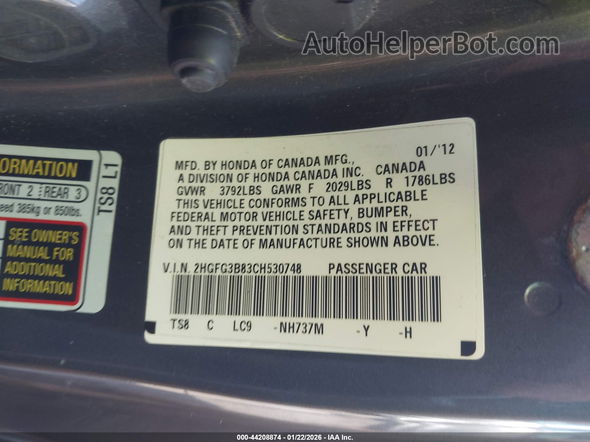 AutoHelperBot.com
ORMATION
RONT 2 REAR 3
eed 385kg or 850lbs.
SEE OWNER'S
MANUAL FOR
ADDITIONAL
INFORMATION
TS8 L1
01/'12
MFD. BY HONDA OF CANADA MFG.,
A DIVISION OF HONDA CANADA INC. CANADA
GVWR 3792LBS GAWR F 2029LBS R 1786LBS
THIS VEHICLE CONFORMS TO ALL APPLICABLE
FEDERAL MOTOR VEHICLE SAFETY, BUMPER,
AND THEFT PREVENTION STANDARDS IN EFFECT
ON THE DATE OF MANUFACTURE SHOWN ABOVE.
V.I.N. 2HGFG3B83CH530748 PASSENGER CAR
TS8 C LC9 -NH737M -Y -H
000-44208874 | 01/22/2026 | IAA Inc.